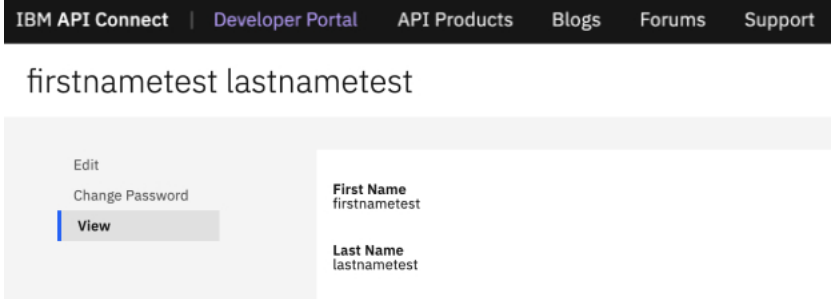 IBM API Connect | Developer Portal API Products Blogs Forums Support
firstnametest lastnametest
Edit
Change Password
View
First Name
firstnametest
Last Name
lastnametest